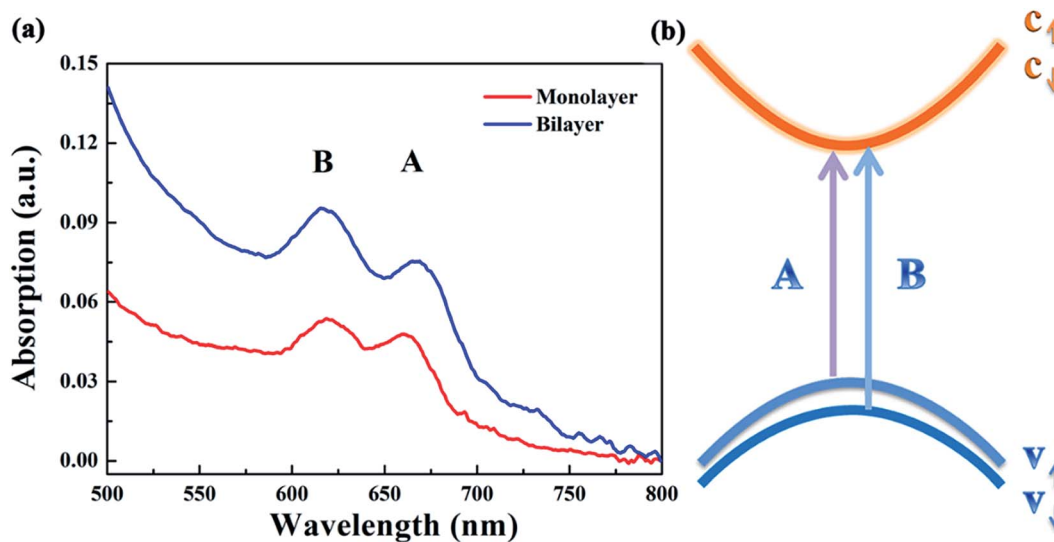 (a)
Absorption (a.u.)
0.15
0.12
0.09
0.06
0.03
0.00
B
A
Monolayer
Bilayer
500
550
600
650
700
750
800
Wavelength (nm)
(b)
c↑
c↓
A
B
v↑
v↓